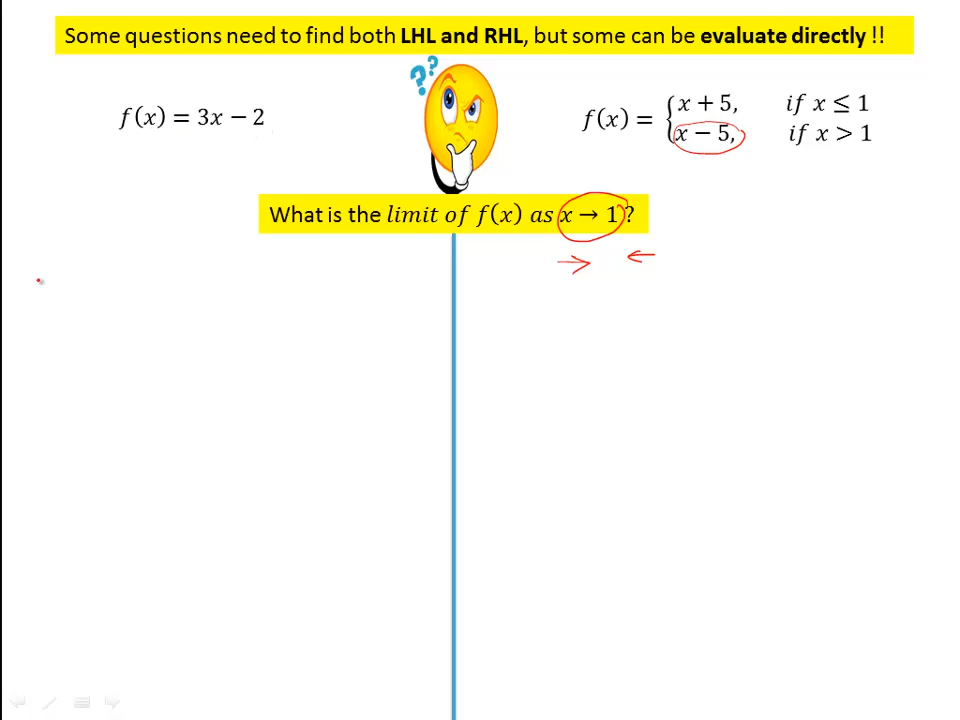 Some questions need to find both LHL and RHL, but some can be evaluate directly !!
??
f(x) = 3x − 2
f(x) = { x + 5, if x ≤ 1
x − 5, if x > 1
What is the limit of f(x) as x → 1 ?
→ ←